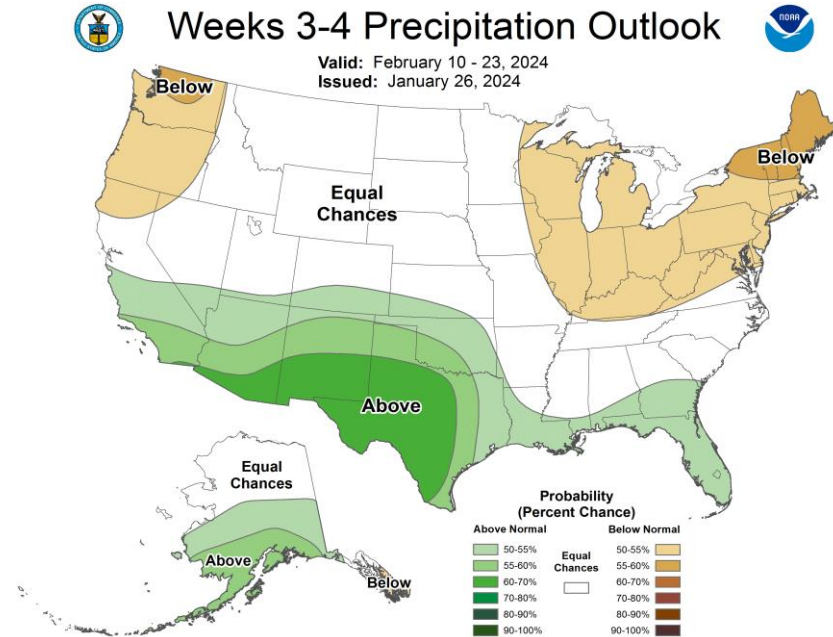 Weeks 3-4 Precipitation Outlook
NOAA
Valid: February 10 - 23, 2024
Issued: January 26, 2024
Below
Below
Equal
Chances
Above
Equal
Chances
Above
Below
Probability
(Percent Chance)
Above Normal
Below Normal
50-55%
55-60%
60-70%
70-80%
80-90%
90-100%
Equal
Chances
50-55%
55-60%
60-70%
70-80%
80-90%
90-100%